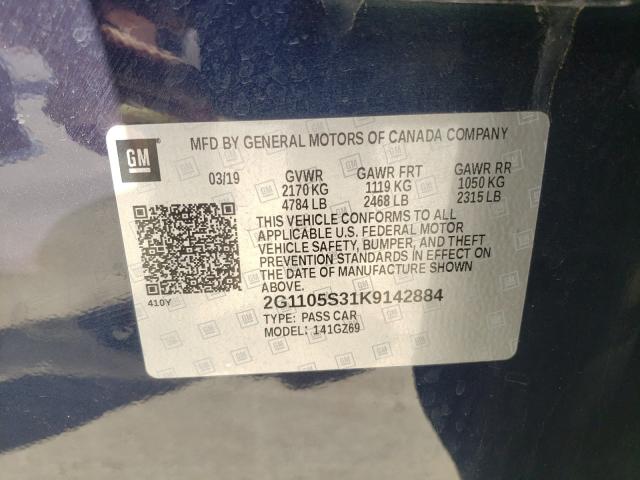 MFD BY GENERAL MOTORS OF CANADA COMPANY
GM
03/19 GVWR GAWR FRT GAWR RR
2170 KG 1119 KG 1050 KG
4784 LB 2468 LB 2315 LB
THIS VEHICLE CONFORMS TO ALL
APPLICABLE U.S. FEDERAL MOTOR
VEHICLE SAFETY, BUMPER, AND THEFT
PREVENTION STANDARDS IN EFFECT ON
THE DATE OF MANUFACTURE SHOWN
ABOVE.
410Y
2G1105S31K9142884
TYPE: PASS CAR
MODEL: 141GZ69